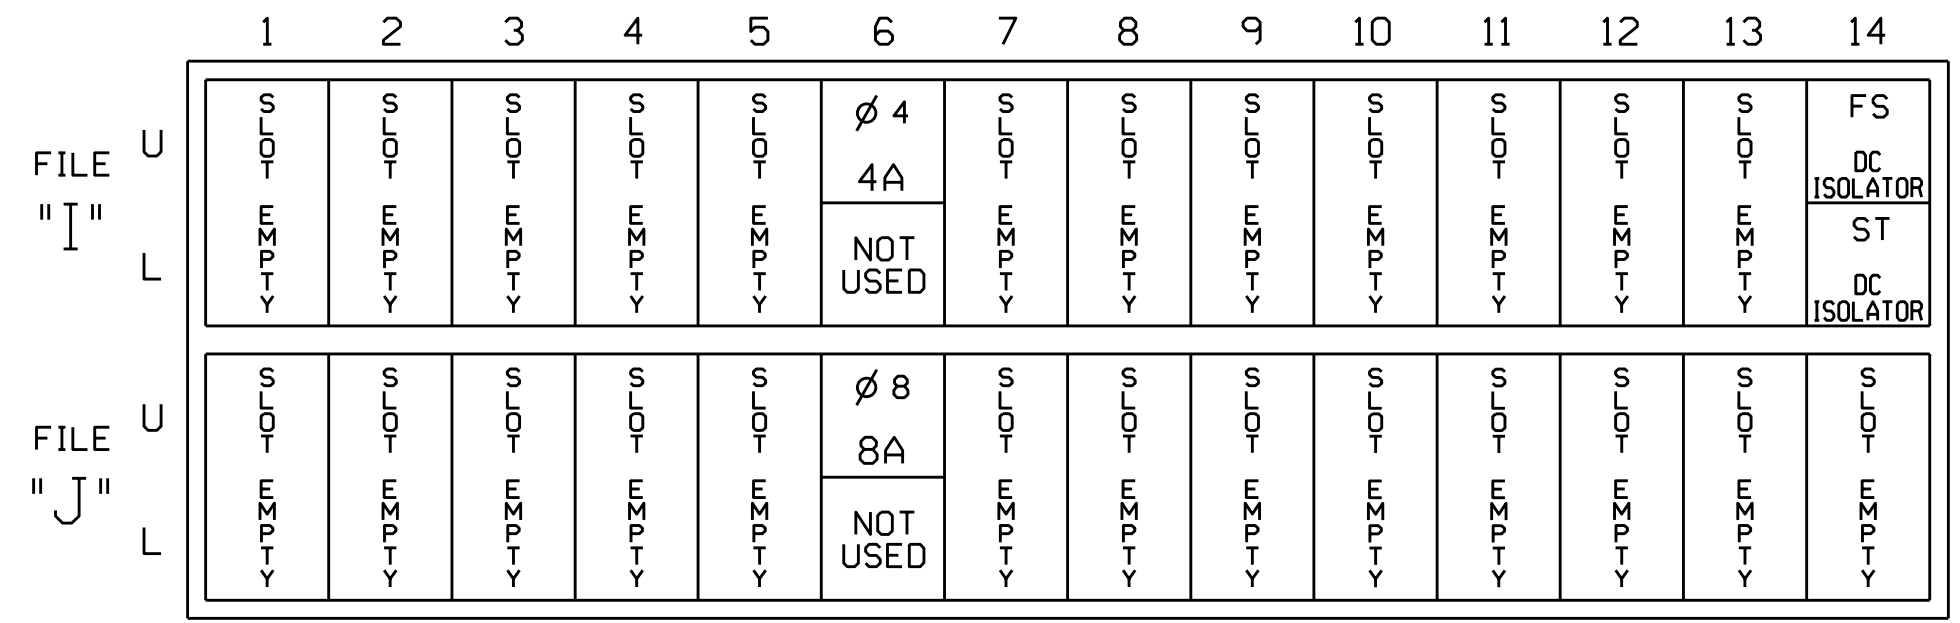 1 2 3 4 5 6 7 8 9 10 11 12 13 14
FILE "I"
U
L
SLOT EMPTY
SLOT EMPTY
SLOT EMPTY
SLOT EMPTY
SLOT EMPTY
Ø 4
4A
NOT
USED
SLOT EMPTY
SLOT EMPTY
SLOT EMPTY
SLOT EMPTY
SLOT EMPTY
SLOT EMPTY
SLOT EMPTY
FS
DC
ISOLATOR
ST
DC
ISOLATOR
FILE "J"
U
L
SLOT EMPTY
SLOT EMPTY
SLOT EMPTY
SLOT EMPTY
SLOT EMPTY
Ø 8
8A
NOT
USED
SLOT EMPTY
SLOT EMPTY
SLOT EMPTY
SLOT EMPTY
SLOT EMPTY
SLOT EMPTY
SLOT EMPTY
SLOT EMPTY